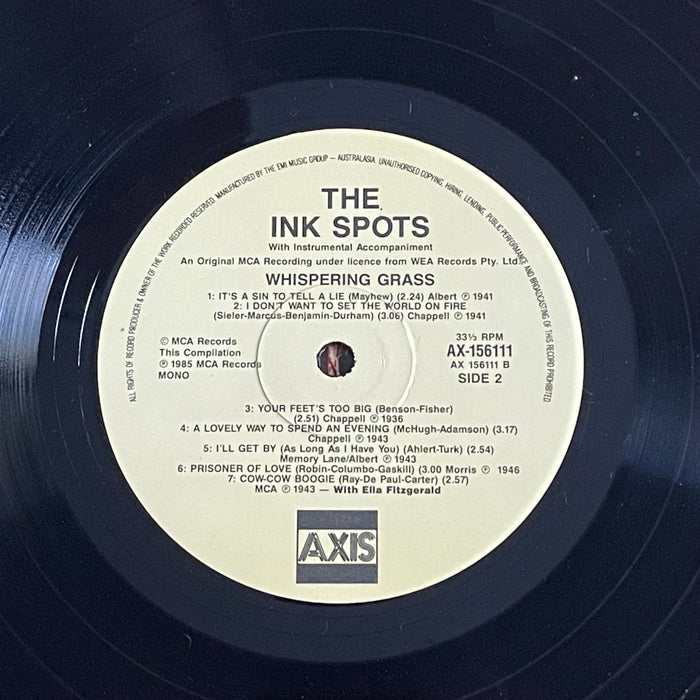 ALL RIGHTS OF RECORD PRODUCER & OWNER OF THE WORK RECORDED RESERVED. MANUFACTURED BY THE EMI MUSIC GROUP — AUSTRALASIA. UNAUTHORISED COPYING, HIRING, LENDING, PUBLIC PERFORMANCE AND BROADCASTING OF THIS RECORD PROHIBITED
THE
INK SPOTS
With Instrumental Accompaniment
An Original MCA Recording under licence from WEA Records Pty. Ltd.
WHISPERING GRASS
1: IT'S A SIN TO TELL A LIE (Mayhew) (2.24) Albert ℗ 1941
2: I DON'T WANT TO SET THE WORLD ON FIRE
(Sieler-Marcus-Benjamin-Durham) (3.06) Chappell ℗ 1941
© MCA Records
This Compilation
℗ 1985 MCA Records
MONO
33⅓ RPM
AX-156111
AX 156111 B
SIDE 2
3: YOUR FEET'S TOO BIG (Benson-Fisher)
(2.51) Chappell ℗ 1936
4: A LOVELY WAY TO SPEND AN EVENING (McHugh-Adamson) (3.17)
Chappell ℗ 1943
5: I'LL GET BY (As Long As I Have You) (Ahlert-Turk) (2.54)
Memory Lane/Albert ℗ 1943
6: PRISONER OF LOVE (Robin-Columbo-Gaskill) (3.00 Morris ℗ 1946
7: COW-COW BOOGIE (Ray-De Paul-Carter) (2.57)
MCA ℗ 1943 — With Ella Fitzgerald
AXIS